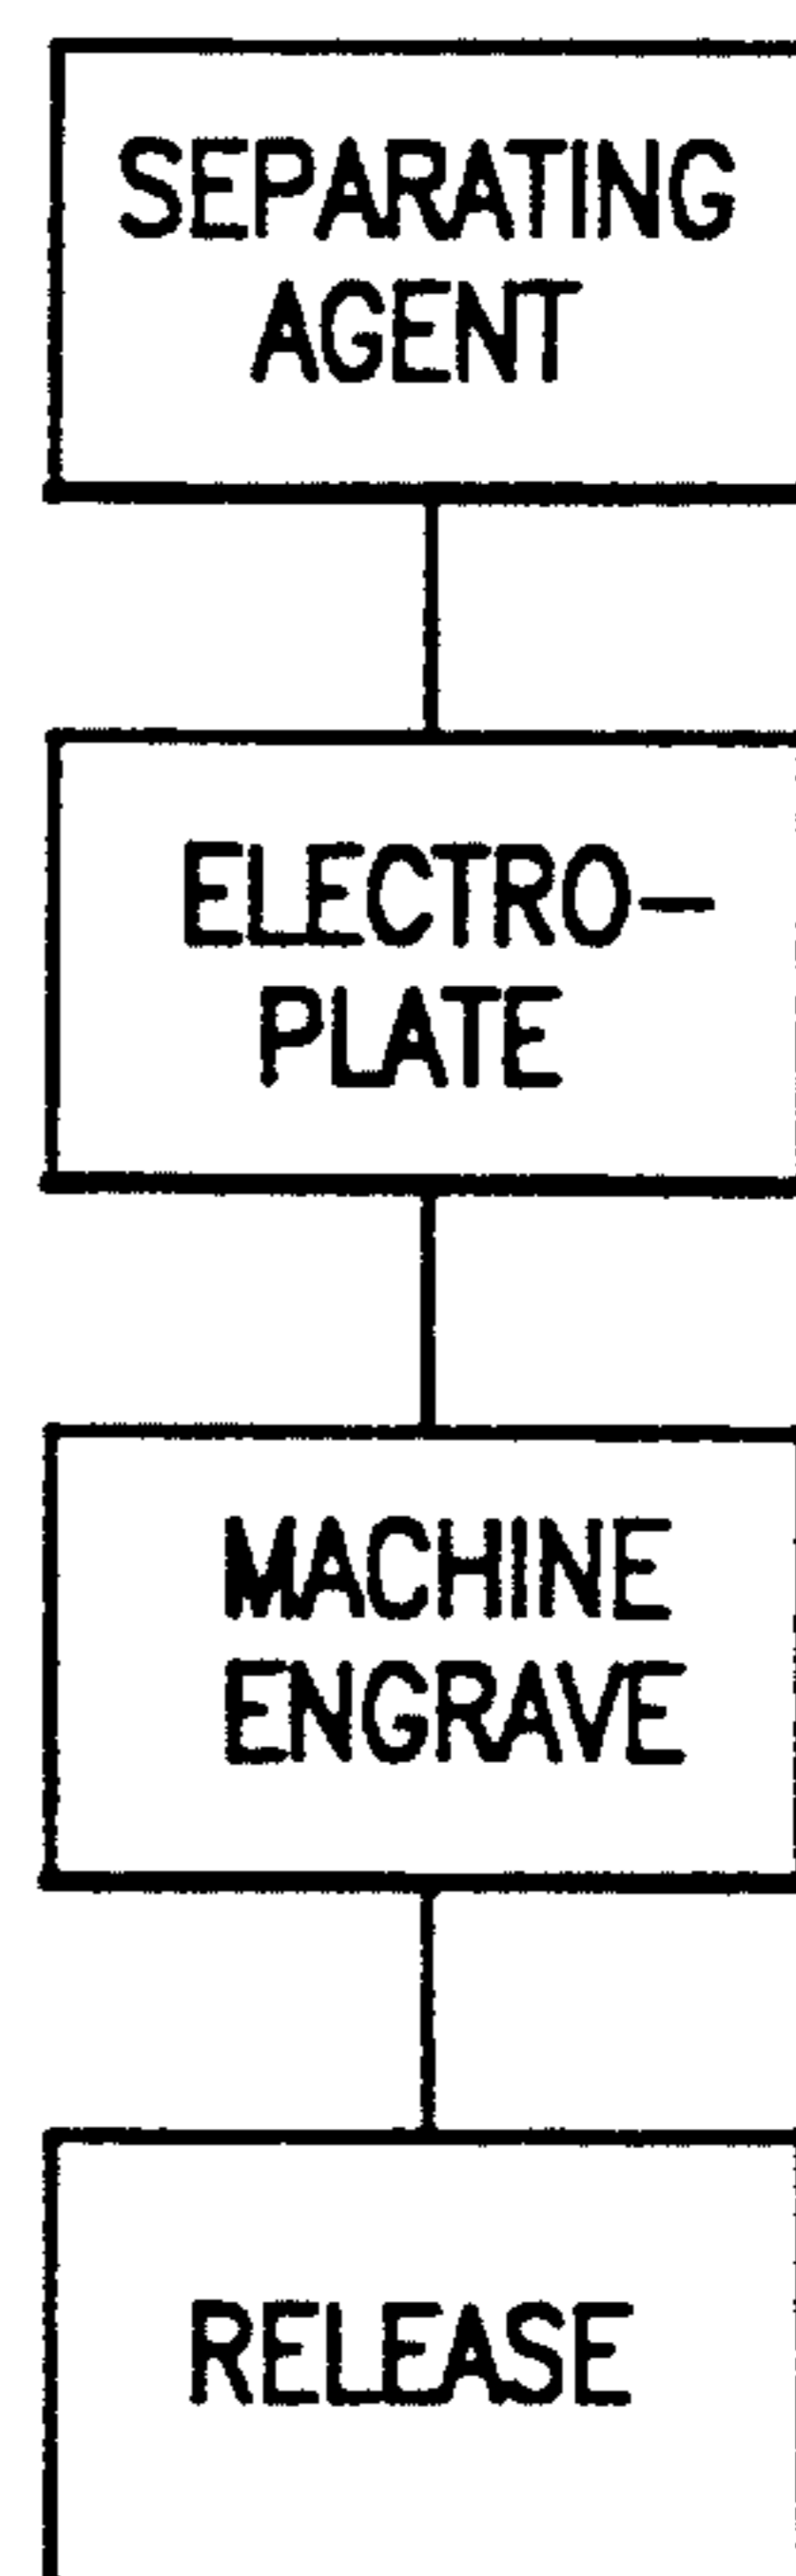 SEPARATING
AGENT
ELECTRO-
PLATE
MACHINE
ENGRAVE
RELEASE